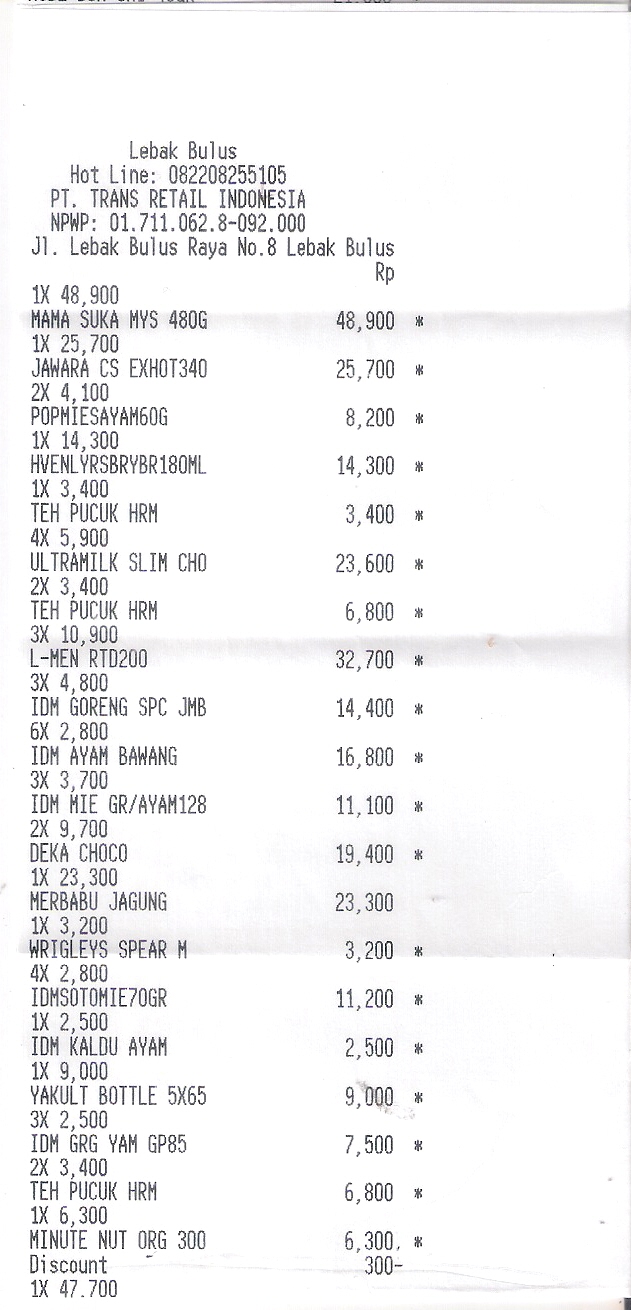 Lebak Bulus
Hot Line: 082208255105
PT. TRANS RETAIL INDONESIA
NPWP: 01.711.062.8-092.000
Jl. Lebak Bulus Raya No.8 Lebak Bulus
Rp
1X 48,900
MAMA SUKA MYS 480G 48,900 *
1X 25,700
JAWARA CS EXHOT340 25,700 *
2X 4,100
POPMIESAYAM60G 8,200 *
1X 14,300
HVENLYRSBRYBR180ML 14,300 *
1X 3,400
TEH PUCUK HRM 3,400 *
4X 5,900
ULTRAMILK SLIM CHO 23,600 *
2X 3,400
TEH PUCUK HRM 6,800 *
3X 10,900
L-MEN RTD200 32,700 *
3X 4,800
IDM GORENG SPC JMB 14,400 *
6X 2,800
IDM AYAM BAWANG 16,800 *
3X 3,700
IDM MIE GR/AYAM128 11,100 *
2X 9,700
DEKA CHOCO 19,400 *
1X 23,300
MERBABU JAGUNG 23,300
1X 3,200
WRIGLEYS SPEAR M 3,200 *
4X 2,800
IDMSOTOMIE70GR 11,200 *
1X 2,500
IDM KALDU AYAM 2,500 *
1X 9,000
YAKULT BOTTLE 5X65 9,000 *
3X 2,500
IDM GRG YAM GP85 7,500 *
2X 3,400
TEH PUCUK HRM 6,800 *
1X 6,300
MINUTE NUT ORG 300 6,300 *
Discount 300-
1X 47,700